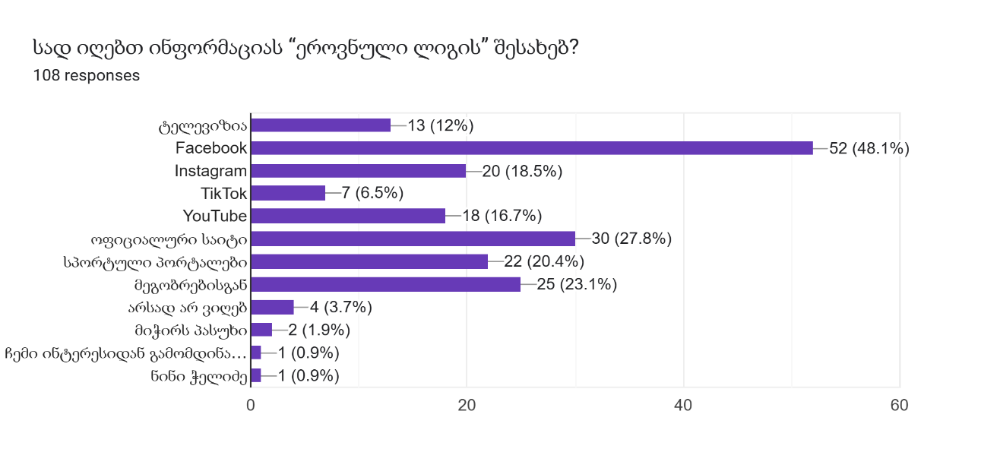 სად იღებთ ინფორმაციას “ეროვნული ლიგის” შესახებ?
108 responses
ტელევიზია 13 (12%)
Facebook 52 (48.1%)
Instagram 20 (18.5%)
TikTok 7 (6.5%)
YouTube 18 (16.7%)
ოფიციალური საიტი 30 (27.8%)
სპორტული პორტალები 22 (20.4%)
მეგობრებისგან 25 (23.1%)
არსად არ ვიღებ 4 (3.7%)
მიჭირს პასუხი 2 (1.9%)
ჩემი ინტერესიდან გამომდინა… 1 (0.9%)
ნინი ჭელიძე 1 (0.9%)
0 20 40 60